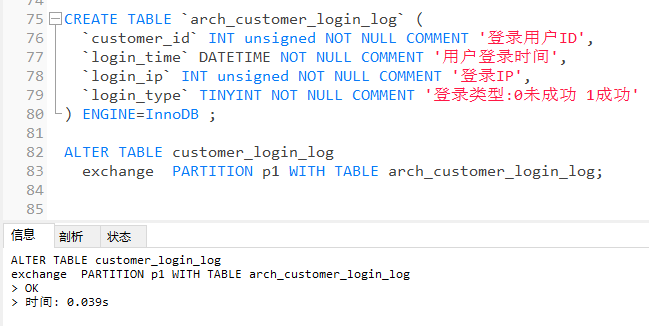 74
75 CREATE TABLE `arch_customer_login_log` (
76 `customer_id` INT unsigned NOT NULL COMMENT '登录用户ID',
77 `login_time` DATETIME NOT NULL COMMENT '用户登录时间',
78 `login_ip` INT unsigned NOT NULL COMMENT '登录IP',
79 `login_type` TINYINT NOT NULL COMMENT '登录类型:0未成功 1成功'
80 ) ENGINE=InnoDB ;
81
82 ALTER TABLE customer_login_log
83 exchange  PARTITION p1 WITH TABLE arch_customer_login_log;
84
85
信息 剖析 状态
ALTER TABLE customer_login_log
exchange  PARTITION p1 WITH TABLE arch_customer_login_log
> OK
> 时间: 0.039s